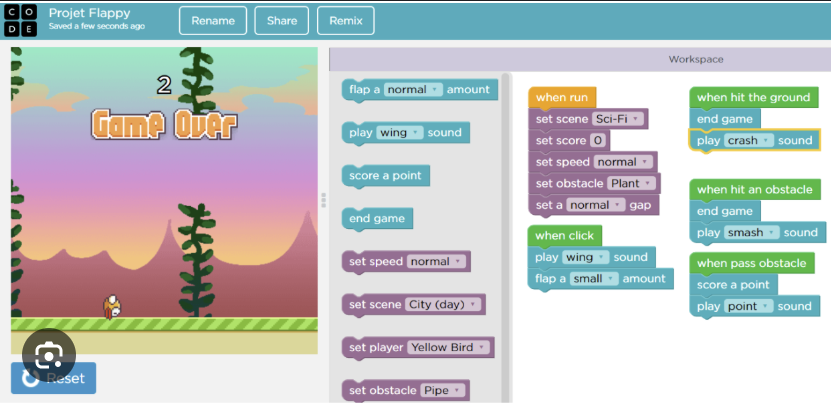 C O
D E
Projet Flappy
Saved a few seconds ago
Rename
Share
Remix
2
Game Over
Reset
Workspace
flap a normal amount
play wing sound
score a point
end game
set speed normal
set scene City (day)
set player Yellow Bird
set obstacle Pipe
when run
set scene Sci-Fi
set score 0
set speed normal
set obstacle Plant
set a normal gap
when click
play wing sound
flap a small amount
when hit the ground
end game
play crash sound
when hit an obstacle
end game
play smash sound
when pass obstacle
score a point
play point sound